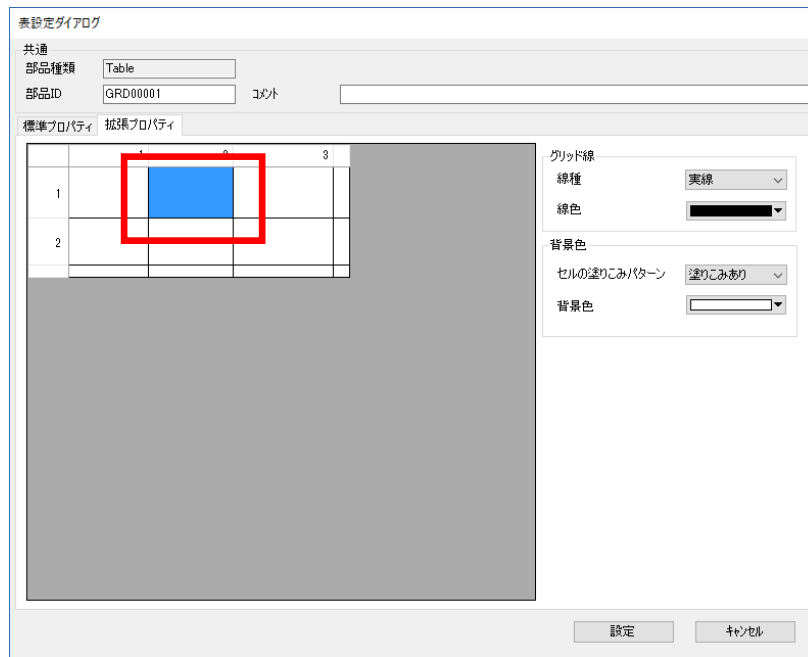 表設定ダイアログ
共通
部品種類 Table
部品ID GRD00001 コメント
標準プロパティ 拡張プロパティ
1 2 3
1
2
グリッド線
線種 実線
線色
背景色
セルの塗りこみパターン 塗りこみあり
背景色
設定 キャンセル